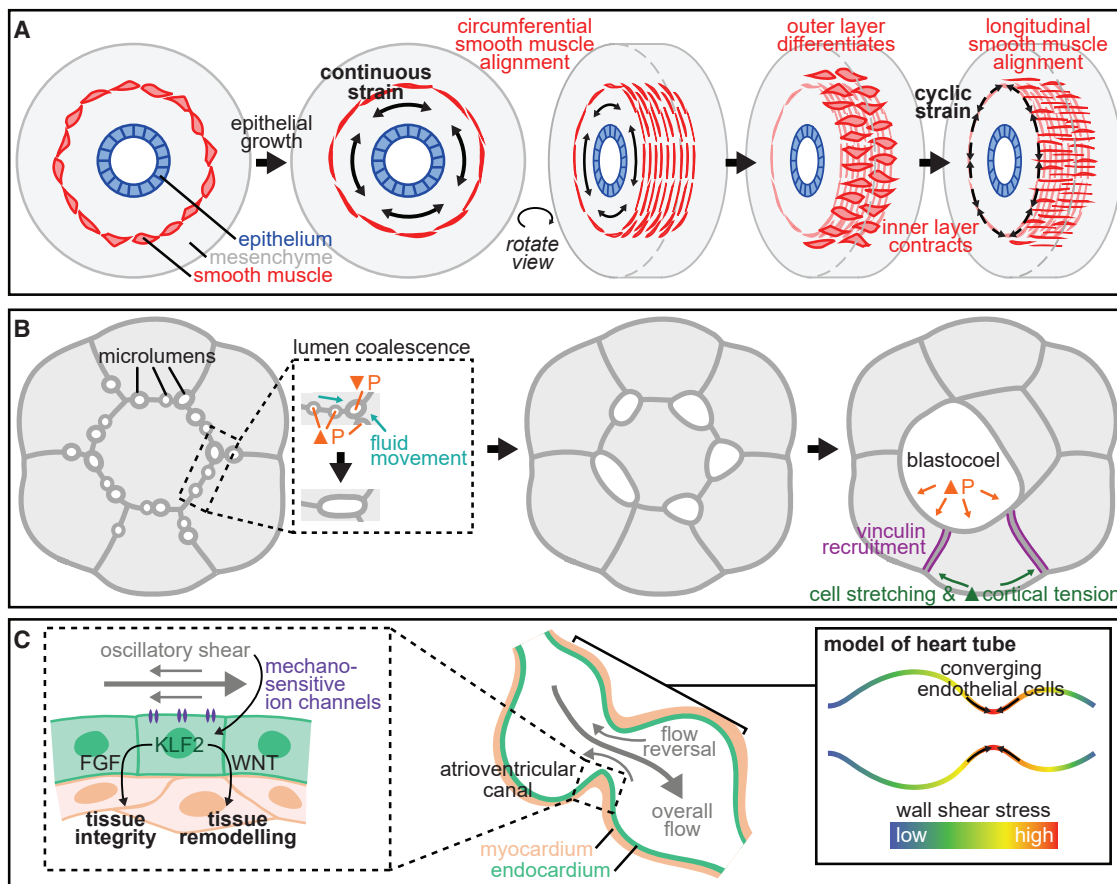 A
circumferential
smooth muscle
alignment
outer layer
differentiates
longitudinal
smooth muscle
alignment
continuous
strain
cyclic
strain
epithelial
growth
rotate
view
inner layer
contracts
epithelium
mesenchyme
smooth muscle
B
microlumens
lumen coalescence
▼P
▲P
fluid
movement
blastocoel
▲P
vinculin
recruitment
cell stretching & ▲cortical tension
C
oscillatory shear
mechano-
sensitive
ion channels
KLF2
FGF
WNT
tissue
integrity
tissue
remodelling
flow
reversal
atrioventricular
canal
overall
flow
myocardium
endocardium
model of heart tube
converging
endothelial cells
wall shear stress
low
high